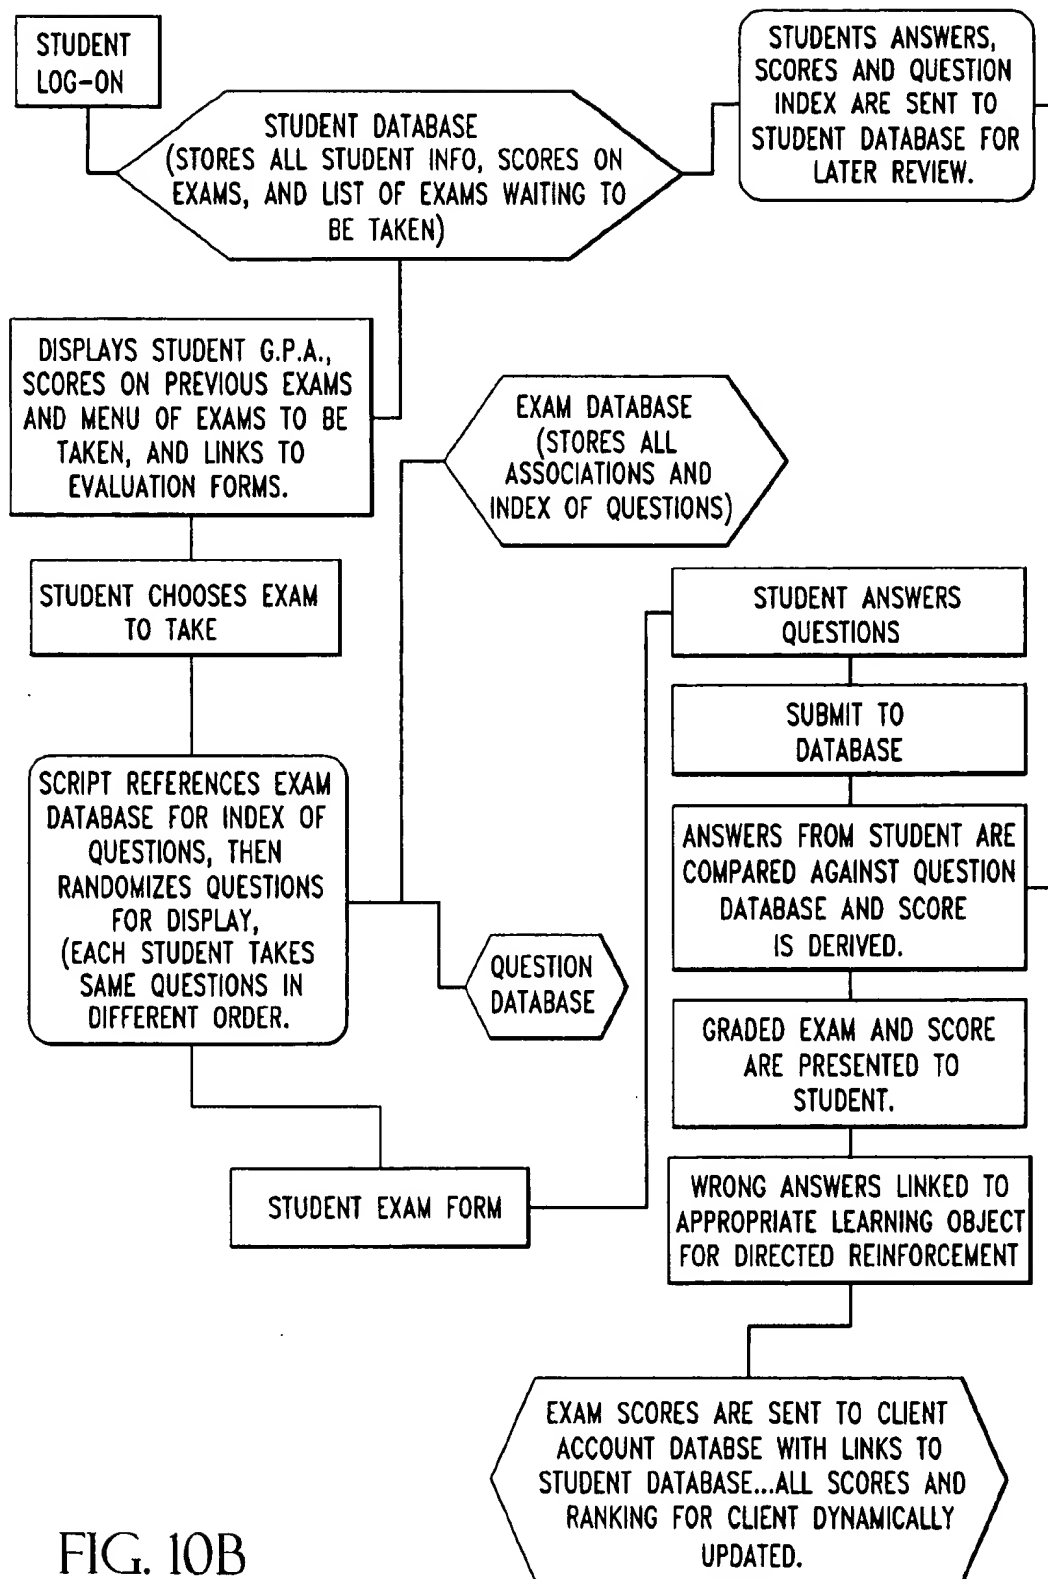 STUDENT
LOG-ON
STUDENT DATABASE
(STORES ALL STUDENT INFO, SCORES ON
EXAMS, AND LIST OF EXAMS WAITING TO
BE TAKEN)
STUDENTS ANSWERS,
SCORES AND QUESTION
INDEX ARE SENT TO
STUDENT DATABASE FOR
LATER REVIEW.
DISPLAYS STUDENT G.P.A.,
SCORES ON PREVIOUS EXAMS
AND MENU OF EXAMS TO BE
TAKEN, AND LINKS TO
EVALUATION FORMS.
EXAM DATABASE
(STORES ALL
ASSOCIATIONS AND
INDEX OF QUESTIONS)
STUDENT CHOOSES EXAM
TO TAKE
SCRIPT REFERENCES EXAM
DATABASE FOR INDEX OF
QUESTIONS, THEN
RANDOMIZES QUESTIONS
FOR DISPLAY,
(EACH STUDENT TAKES
SAME QUESTIONS IN
DIFFERENT ORDER.
QUESTION
DATABASE
STUDENT EXAM FORM
STUDENT ANSWERS
QUESTIONS
SUBMIT TO
DATABASE
ANSWERS FROM STUDENT ARE
COMPARED AGAINST QUESTION
DATABASE AND SCORE
IS DERIVED.
GRADED EXAM AND SCORE
ARE PRESENTED TO
STUDENT.
WRONG ANSWERS LINKED TO
APPROPRIATE LEARNING OBJECT
FOR DIRECTED REINFORCEMENT
EXAM SCORES ARE SENT TO CLIENT
ACCOUNT DATABSE WITH LINKS TO
STUDENT DATABASE...ALL SCORES AND
RANKING FOR CLIENT DYNAMICALLY
UPDATED.
FIG. 10B